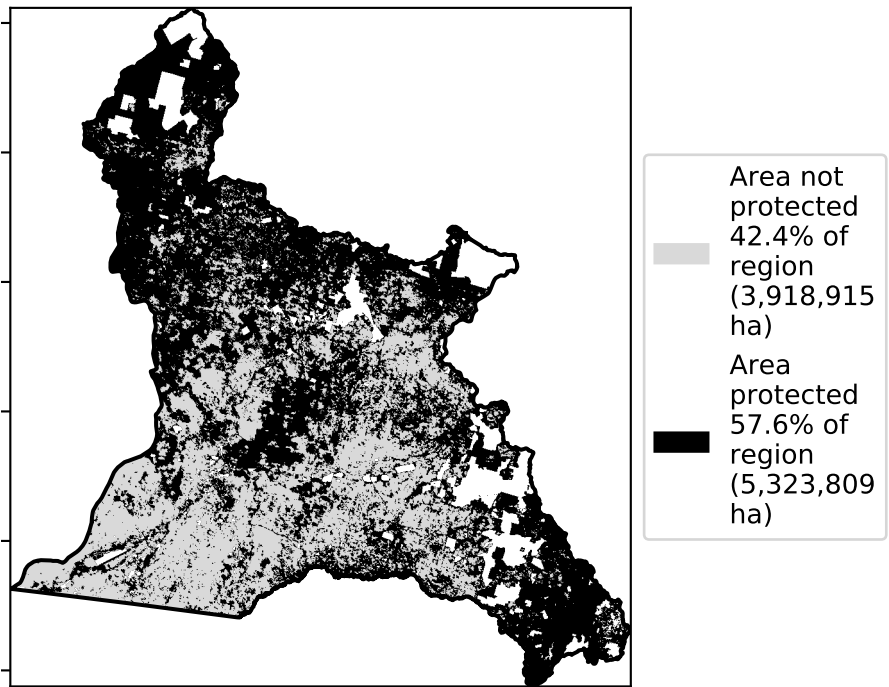 Area not
protected
42.4% of
region
(3,918,915
ha)
Area
protected
57.6% of
region
(5,323,809
ha)